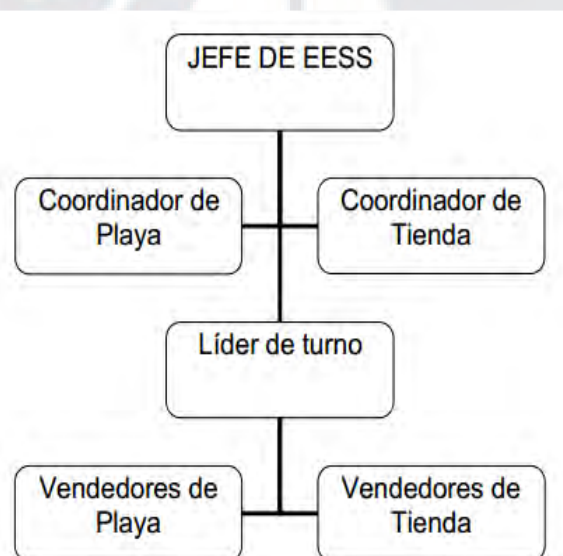 JEFE DE EESS
Coordinador de
Playa
Coordinador de
Tienda
Líder de turno
Vendedores de
Playa
Vendedores de
Tienda